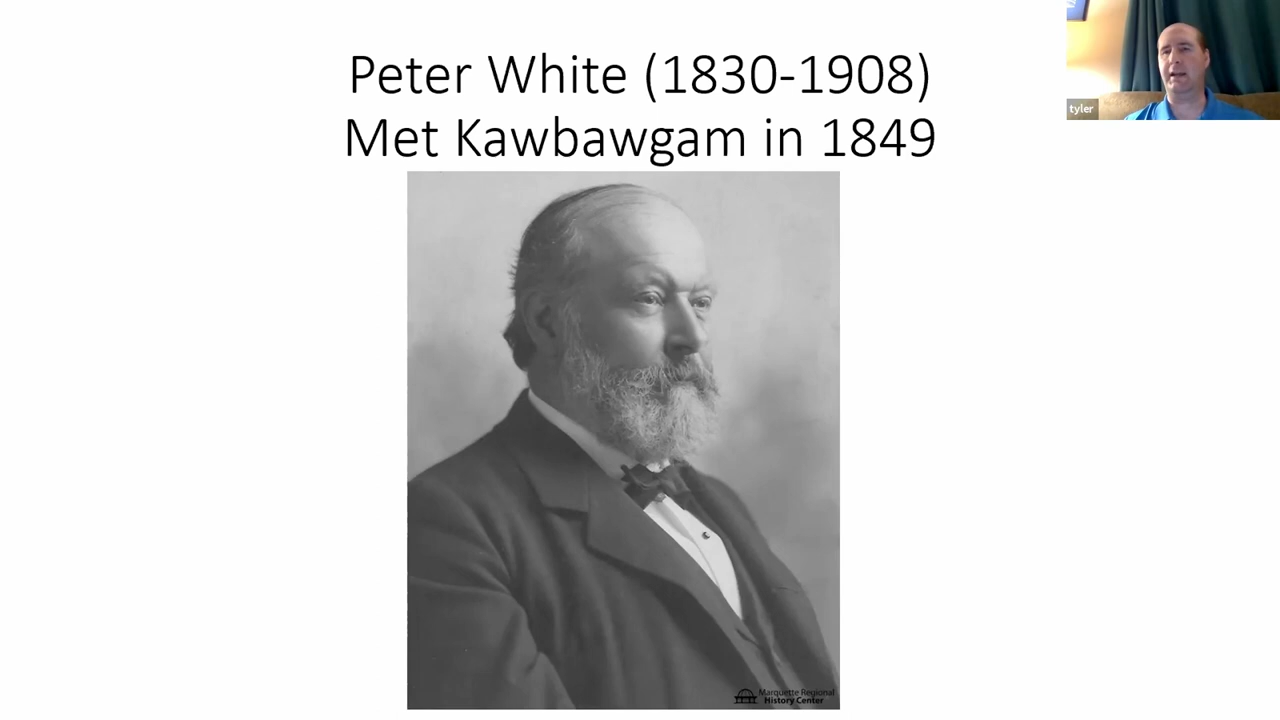 Peter White (1830-1908)
Met Kawbawgam in 1849
tyler
Marquette Regional
History Center